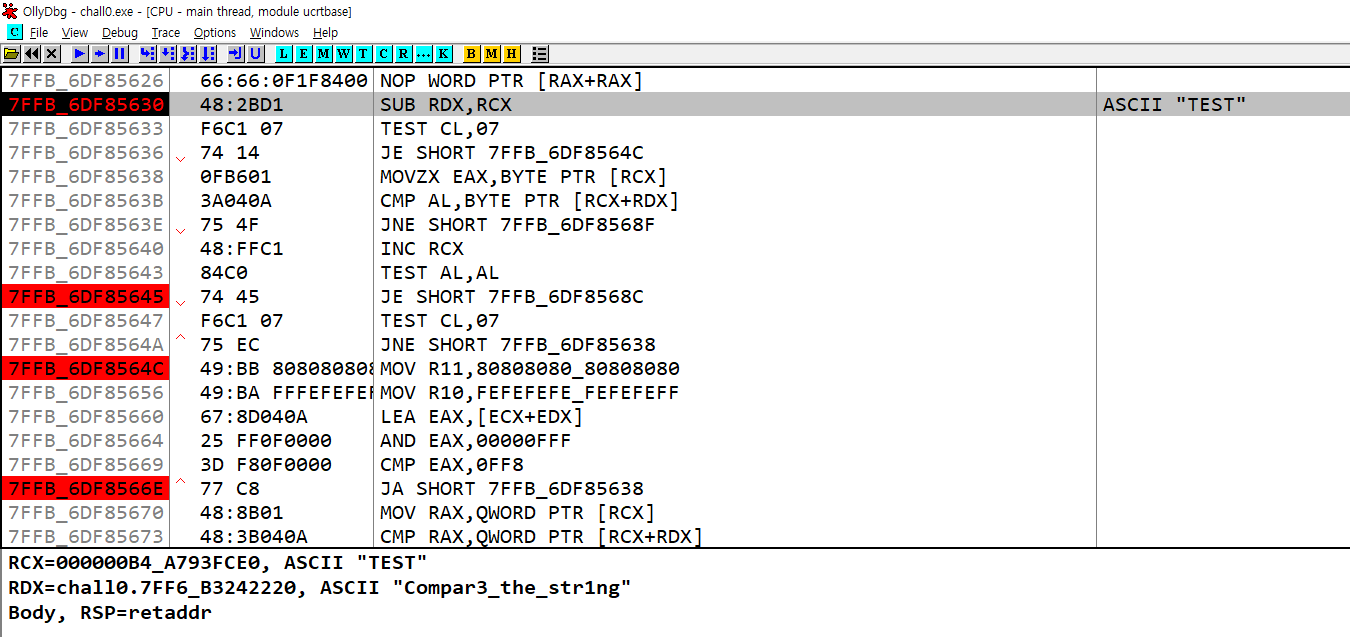 OllyDbg - chall0.exe - [CPU - main thread, module ucrtbase]
C File View Debug Trace Options Windows Help
L E M W T C R ... K B M H
7FFB_6DF85626 66:66:0F1F8400 NOP WORD PTR [RAX+RAX]
7FFB_6DF85630 48:2BD1 SUB RDX,RCX ASCII "TEST"
7FFB_6DF85633 F6C1 07 TEST CL,07
7FFB_6DF85636 74 14 JE SHORT 7FFB_6DF8564C
7FFB_6DF85638 0FB601 MOVZX EAX,BYTE PTR [RCX]
7FFB_6DF8563B 3A040A CMP AL,BYTE PTR [RCX+RDX]
7FFB_6DF8563E 75 4F JNE SHORT 7FFB_6DF8568F
7FFB_6DF85640 48:FFC1 INC RCX
7FFB_6DF85643 84C0 TEST AL,AL
7FFB_6DF85645 74 45 JE SHORT 7FFB_6DF8568C
7FFB_6DF85647 F6C1 07 TEST CL,07
7FFB_6DF8564A 75 EC JNE SHORT 7FFB_6DF85638
7FFB_6DF8564C 49:BB 808080808 MOV R11,80808080_80808080
7FFB_6DF85656 49:BA FFFEFEFEF MOV R10,FEFEFEFE_FEFEFEFF
7FFB_6DF85660 67:8D040A LEA EAX,[ECX+EDX]
7FFB_6DF85664 25 FF0F0000 AND EAX,00000FFF
7FFB_6DF85669 3D F80F0000 CMP EAX,0FF8
7FFB_6DF8566E 77 C8 JA SHORT 7FFB_6DF85638
7FFB_6DF85670 48:8B01 MOV RAX,QWORD PTR [RCX]
7FFB_6DF85673 48:3B040A CMP RAX,QWORD PTR [RCX+RDX]
RCX=000000B4_A793FCE0, ASCII "TEST"
RDX=chall0.7FF6_B3242220, ASCII "Compar3_the_str1ng"
Body, RSP=retaddr